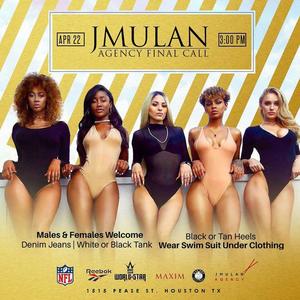 APR 22
JMULAN
3:00 PM
AGENCY FINAL CALL
Males & Females Welcome
Denim Jeans | White or Black Tank
Black or Tan Heels
Wear Swim Suit Under Clothing
NFL
Reebok
WORLDSTAR
MAXIM
JMULAN
AGENCY
1515 PEASE ST. HOUSTON TX